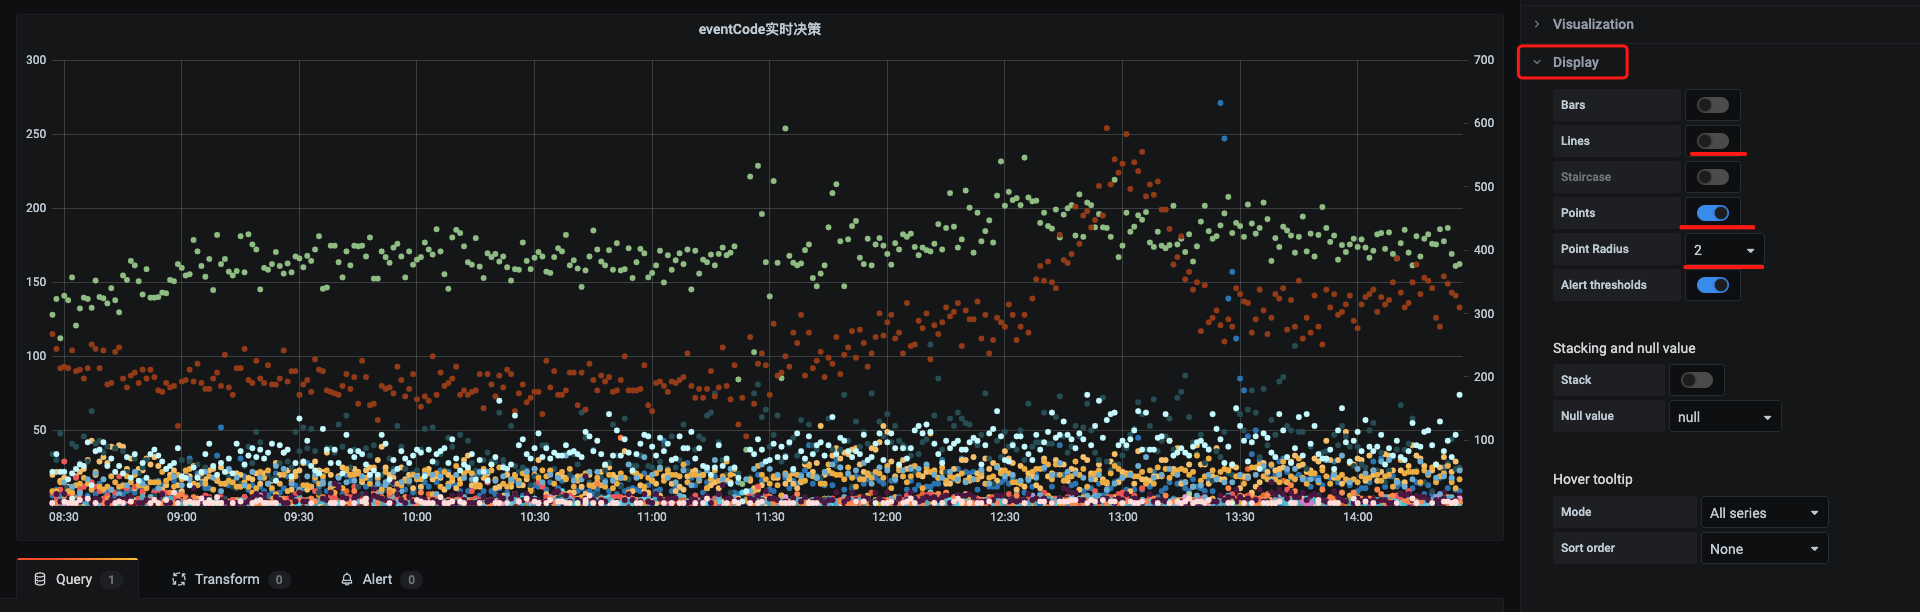 eventCode实时决策
300
250
200
150
100
50
700
600
500
400
300
200
100
08:30 09:00 09:30 10:00 10:30 11:00 11:30 12:00 12:30 13:00 13:30 14:00
Query 1 Transform 0 Alert 0
Visualization
Display
Bars
Lines
Staircase
Points
Point Radius 2
Alert thresholds
Stacking and null value
Stack
Null value null
Hover tooltip
Mode All series
Sort order None